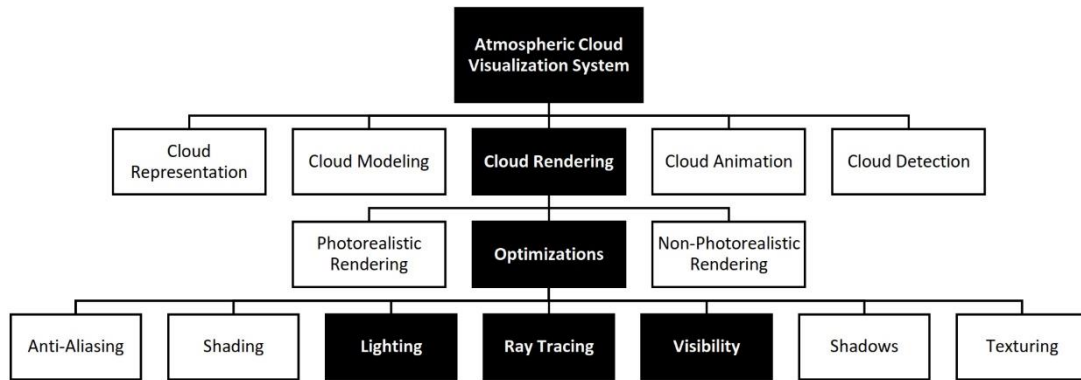 Atmospheric Cloud
Visualization System
Cloud
Representation
Cloud Modeling
Cloud Rendering
Cloud Animation
Cloud Detection
Photorealistic
Rendering
Optimizations
Non-Photorealistic
Rendering
Anti-Aliasing
Shading
Lighting
Ray Tracing
Visibility
Shadows
Texturing